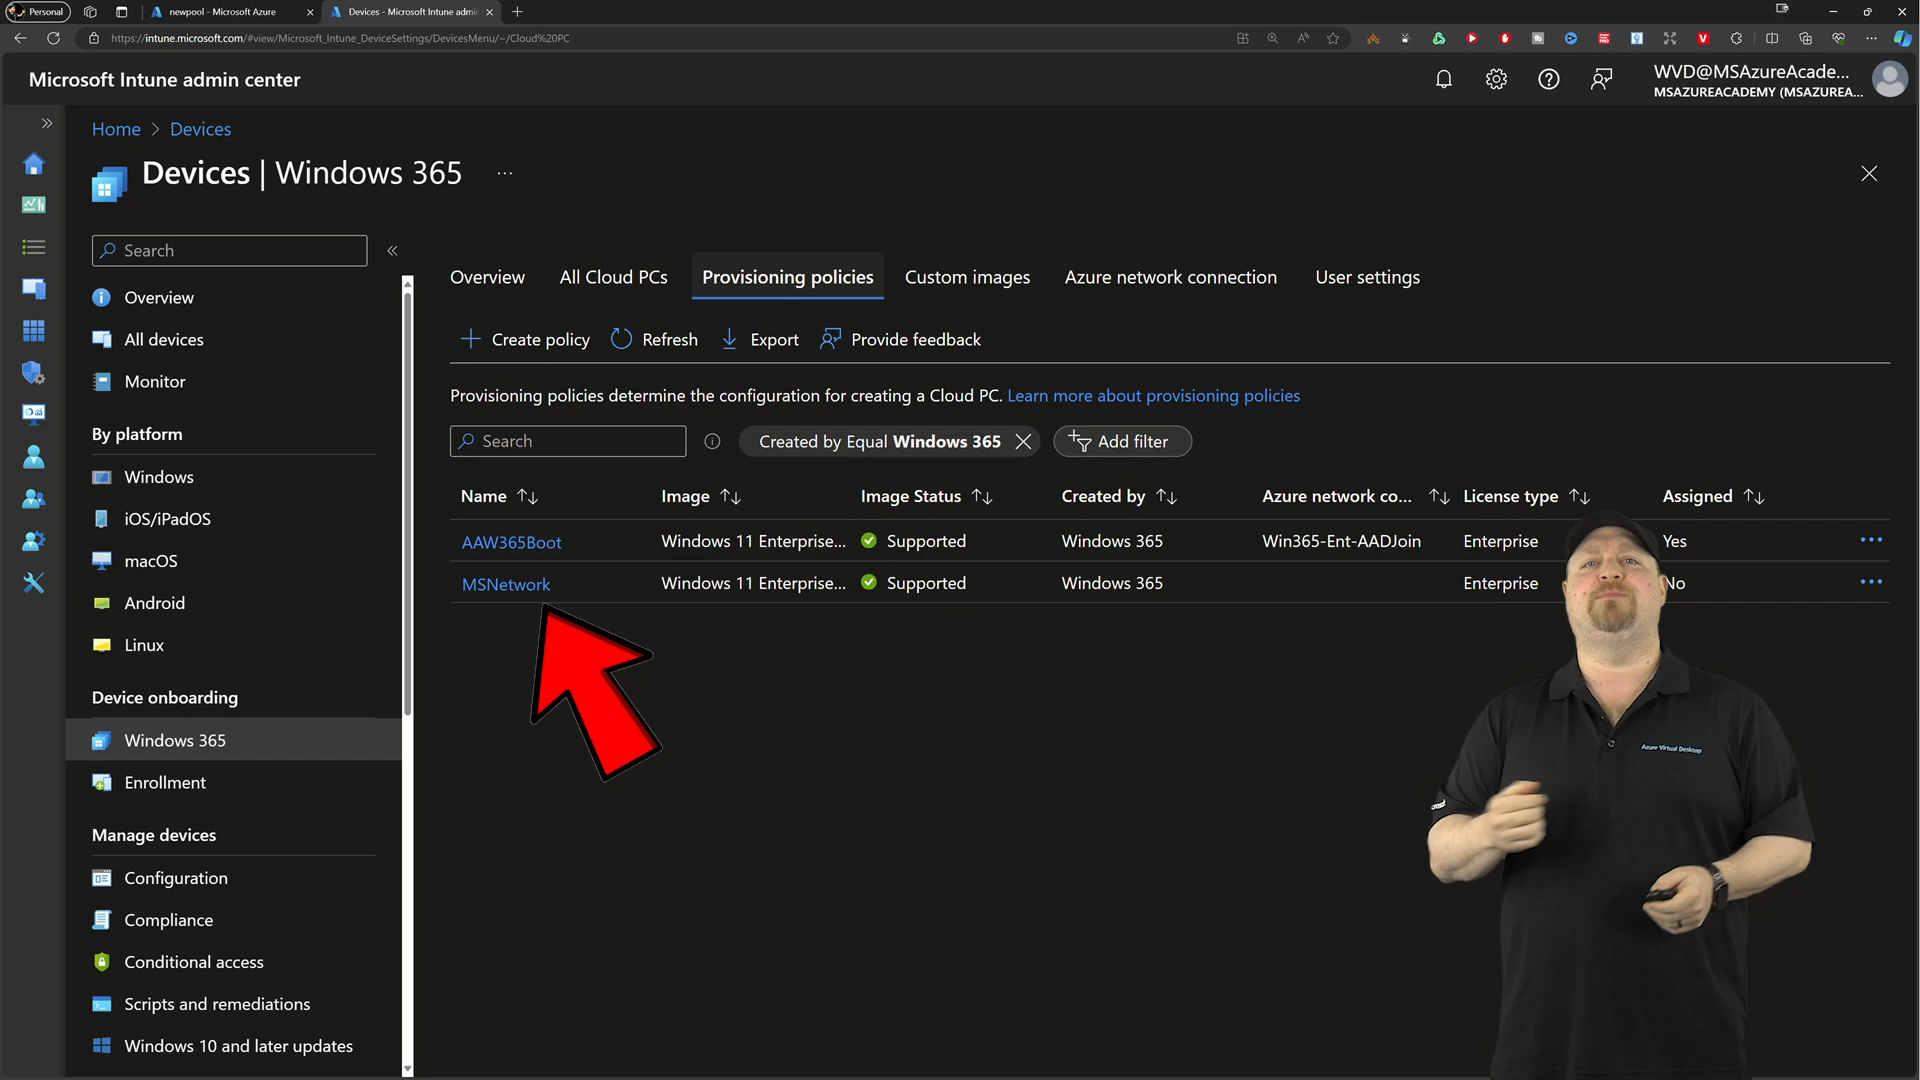 Personal
newpool - Microsoft Azure
Devices - Microsoft Intune admin
https://intune.microsoft.com/#view/Microsoft_Intune_DeviceSettings/DevicesMenu/~/Cloud%20PC
Microsoft Intune admin center
WVD@MSAzureAcade...
MSAZUREACADEMY (MSAZUREA...
Home > Devices
Devices | Windows 365
...
Search
Overview
All devices
Monitor
By platform
Windows
iOS/iPadOS
macOS
Android
Linux
Device onboarding
Windows 365
Enrollment
Manage devices
Configuration
Compliance
Conditional access
Scripts and remediations
Windows 10 and later updates
Overview All Cloud PCs Provisioning policies Custom images Azure network connection User settings
Create policy Refresh Export Provide feedback
Provisioning policies determine the configuration for creating a Cloud PC. Learn more about provisioning policies
Search Created by Equal Windows 365 Add filter
Name Image Image Status Created by Azure network co... License type Assigned
AAW365Boot Windows 11 Enterprise... Supported Windows 365 Win365-Ent-AADJoin Enterprise Yes
MSNetwork Windows 11 Enterprise... Supported Windows 365 Enterprise No
Azure Virtual Desktop